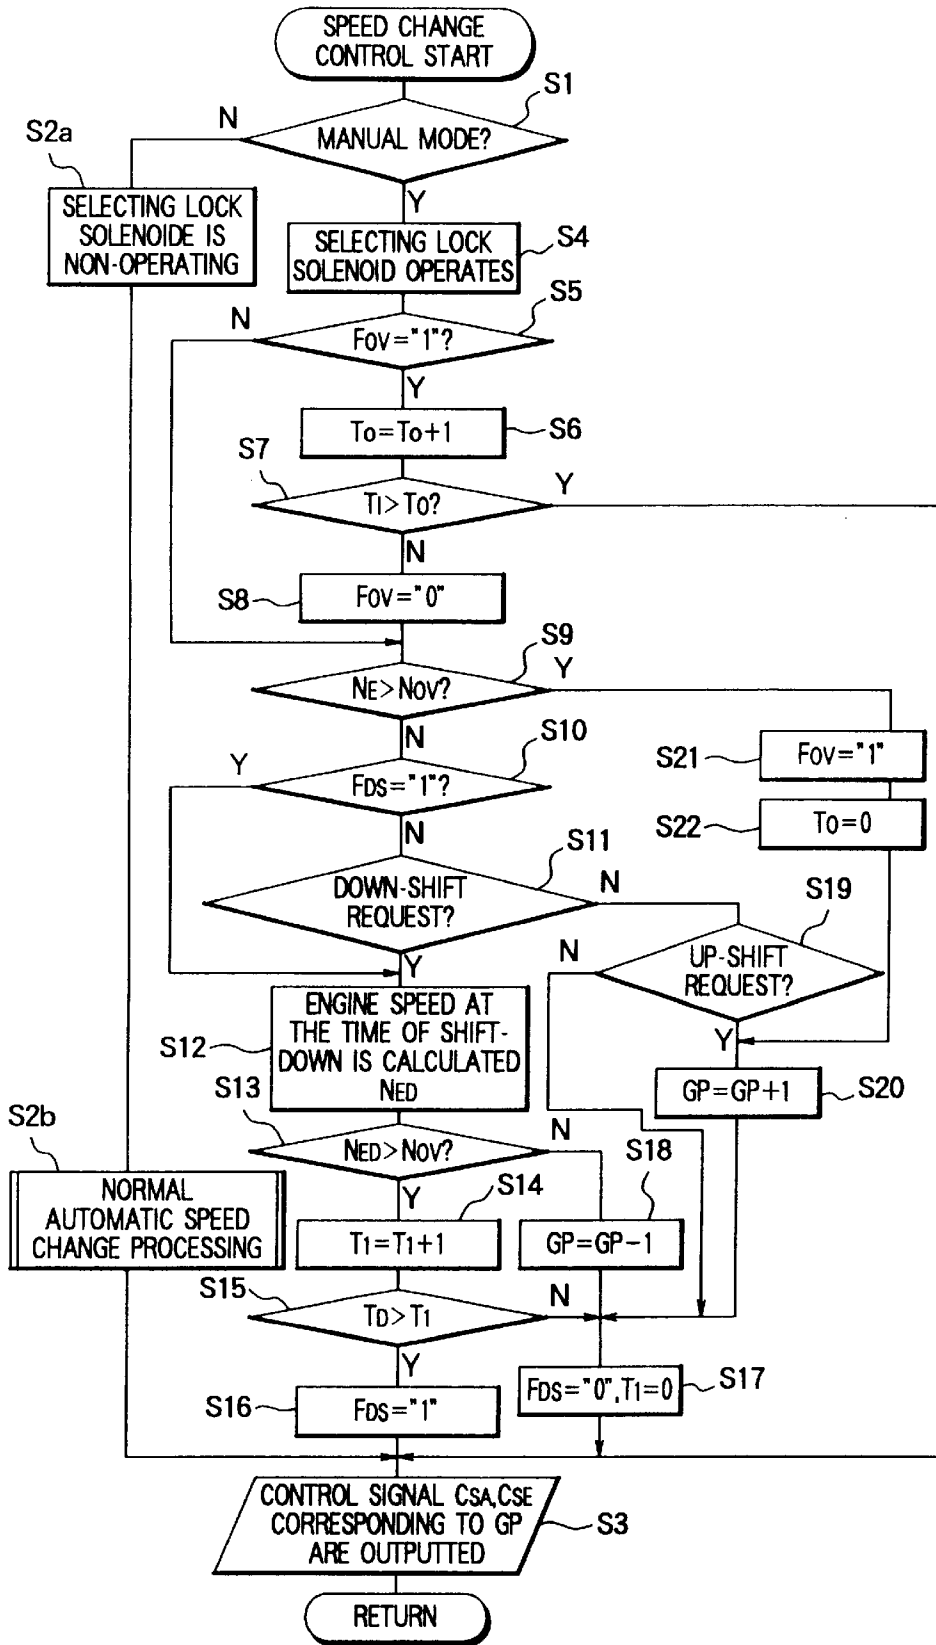 SPEED CHANGE
CONTROL START
S1
N
MANUAL MODE?
S2a
Y
SELECTING LOCK
SOLENOIDE IS
NON-OPERATING
SELECTING LOCK
SOLENOID OPERATES
S4
S5
N
FOV="1"?
Y
TO=TO+1
S6
S7
TI>TO?
Y
N
S8
FOV="0"
S9
NE>NOV?
Y
N
S10
S21
FOV="1"
Y
FDS="1"?
N
S22
TO=0
S11
DOWN-SHIFT
REQUEST?
N
S19
Y
N
UP-SHIFT
REQUEST?
Y
S12
ENGINE SPEED AT
THE TIME OF SHIFT-
DOWN IS CALCULATED
NED
GP=GP+1
S20
S13
NED>NOV?
N
S18
Y
S2b
NORMAL
AUTOMATIC SPEED
CHANGE PROCESSING
S14
T1=T1+1
GP=GP-1
S15
TD>T1
N
Y
S16
FDS="1"
FDS="0",T1=0
S17
CONTROL SIGNAL CSA,CSE
CORRESPONDING TO GP
ARE OUTPUTTED
S3
RETURN